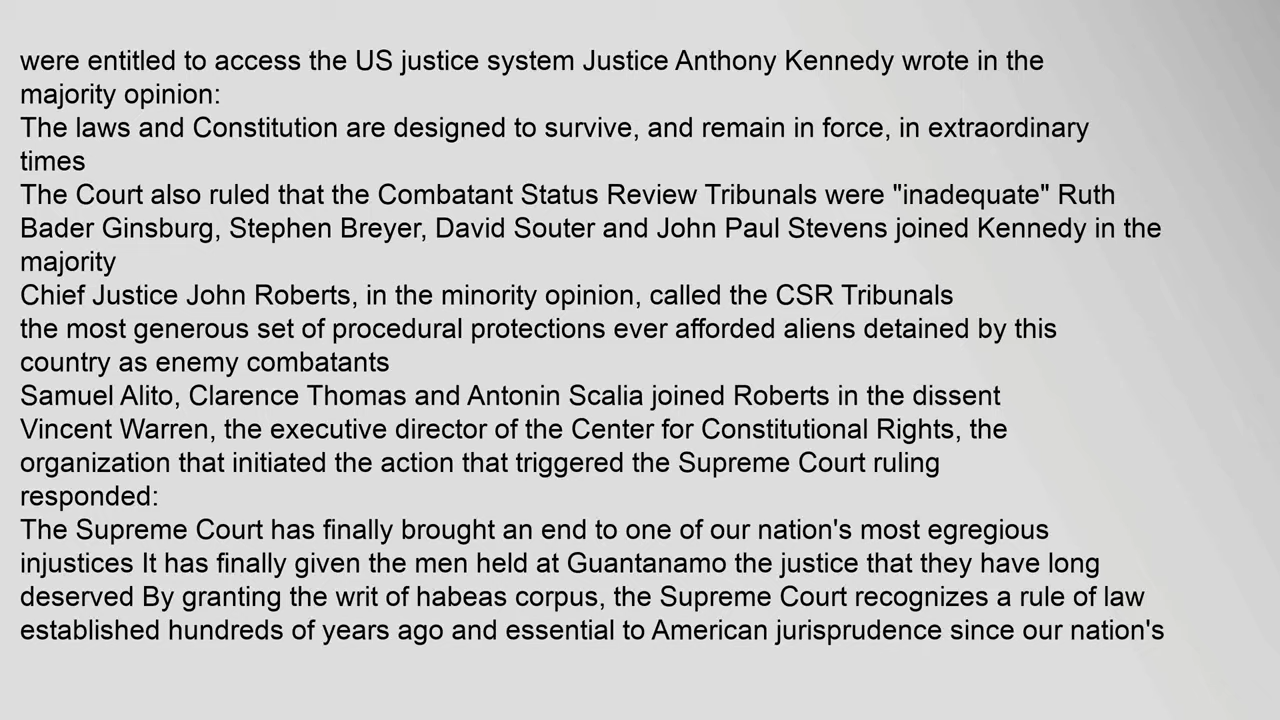 were entitled to access the US justice system Justice Anthony Kennedy wrote in the
majority opinion:
The laws and Constitution are designed to survive, and remain in force, in extraordinary
times
The Court also ruled that the Combatant Status Review Tribunals were "inadequate" Ruth
Bader Ginsburg, Stephen Breyer, David Souter and John Paul Stevens joined Kennedy in the
majority
Chief Justice John Roberts, in the minority opinion, called the CSR Tribunals
the most generous set of procedural protections ever afforded aliens detained by this
country as enemy combatants
Samuel Alito, Clarence Thomas and Antonin Scalia joined Roberts in the dissent
Vincent Warren, the executive director of the Center for Constitutional Rights, the
organization that initiated the action that triggered the Supreme Court ruling
responded:
The Supreme Court has finally brought an end to one of our nation's most egregious
injustices It has finally given the men held at Guantanamo the justice that they have long
deserved By granting the writ of habeas corpus, the Supreme Court recognizes a rule of law
established hundreds of years ago and essential to American jurisprudence since our nation's